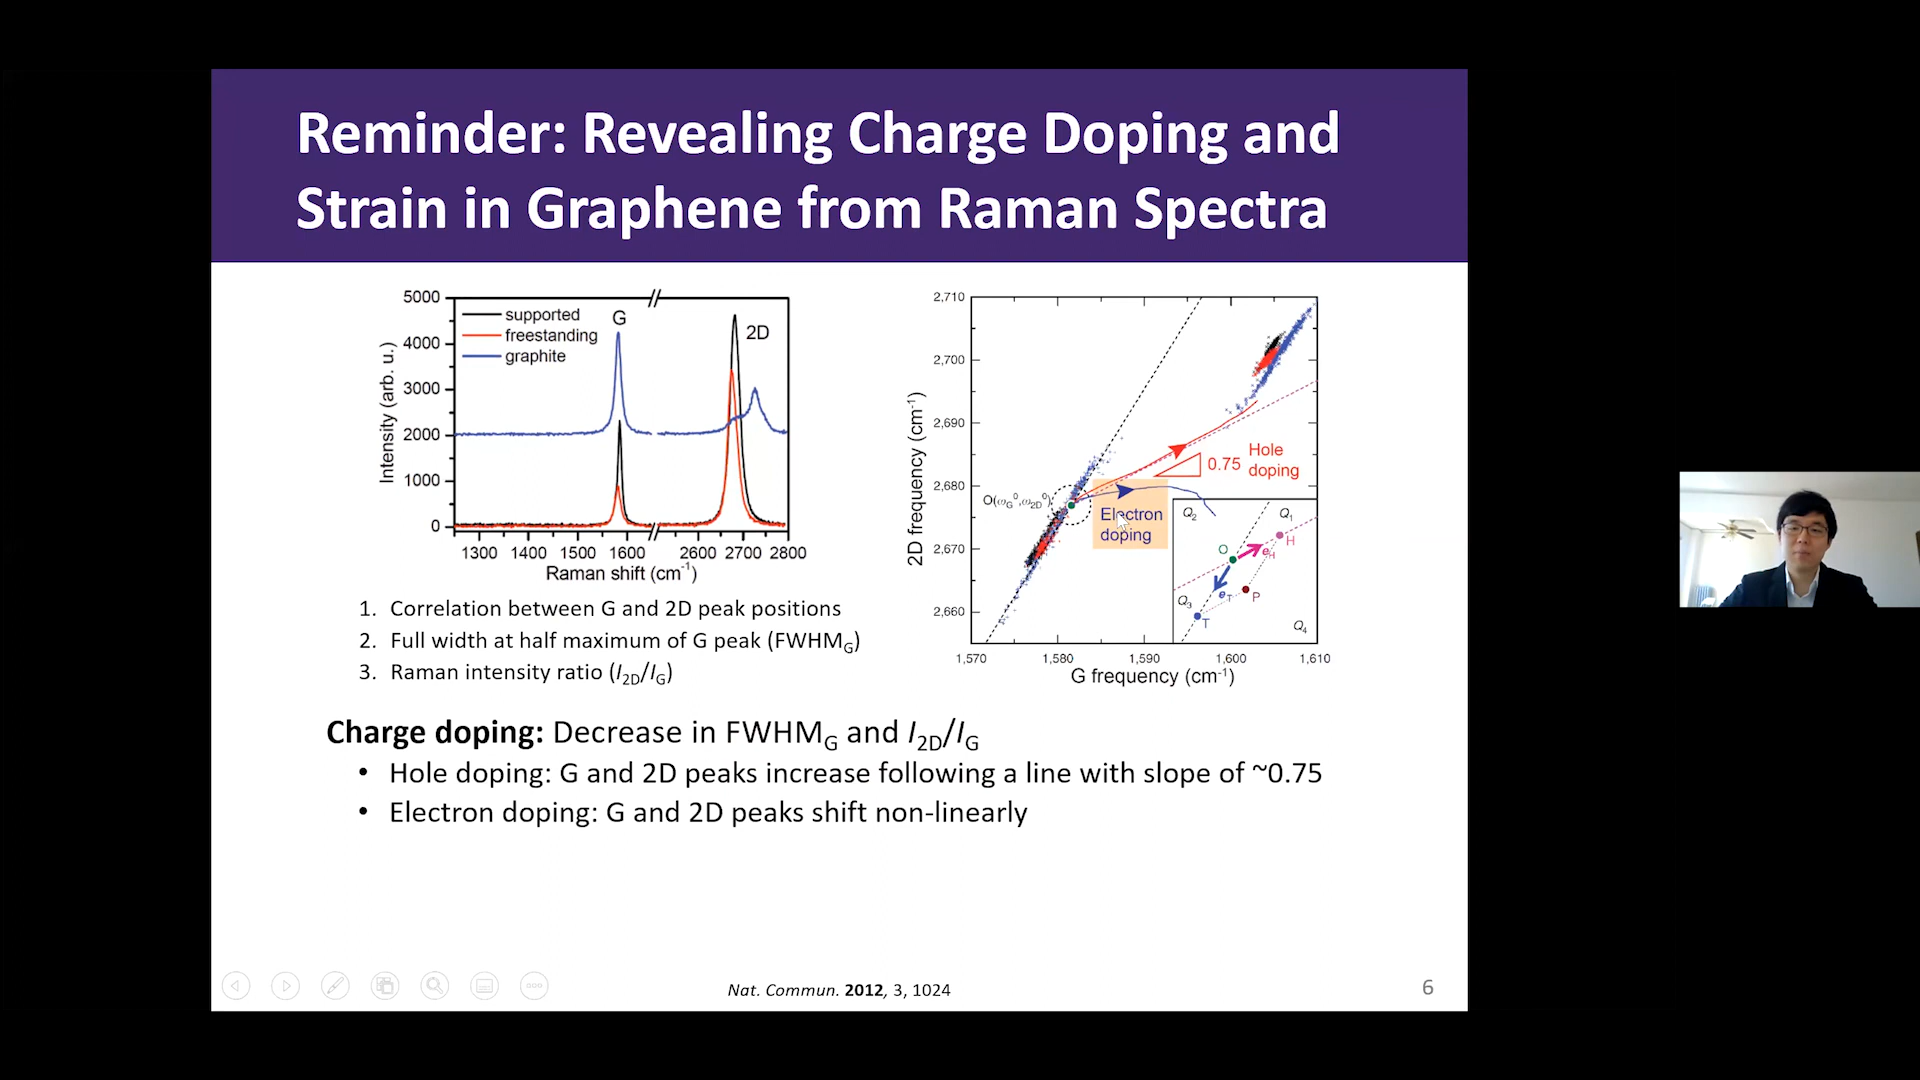 Reminder: Revealing Charge Doping and
Strain in Graphene from Raman Spectra
5000
4000
3000
2000
1000
0
Intensity (arb. u.)
supported
freestanding
graphite
G
2D
1300 1400 1500 1600 2600 2700 2800
Raman shift (cm-1)
2,710
2,700
2,690
2,680
2,670
2,660
2D frequency (cm-1)
O(ωG0,ω2D0)
0.75
Hole
doping
Electron
doping
Q2
Q1
H
O
eH
Q3
eT
P
T
Q4
1,570 1,580 1,590 1,600 1,610
G frequency (cm-1)
1. Correlation between G and 2D peak positions
2. Full width at half maximum of G peak (FWHMG)
3. Raman intensity ratio (I2D/IG)
Charge doping: Decrease in FWHMG and I2D/IG
• Hole doping: G and 2D peaks increase following a line with slope of ~0.75
• Electron doping: G and 2D peaks shift non-linearly
Nat. Commun. 2012, 3, 1024
6